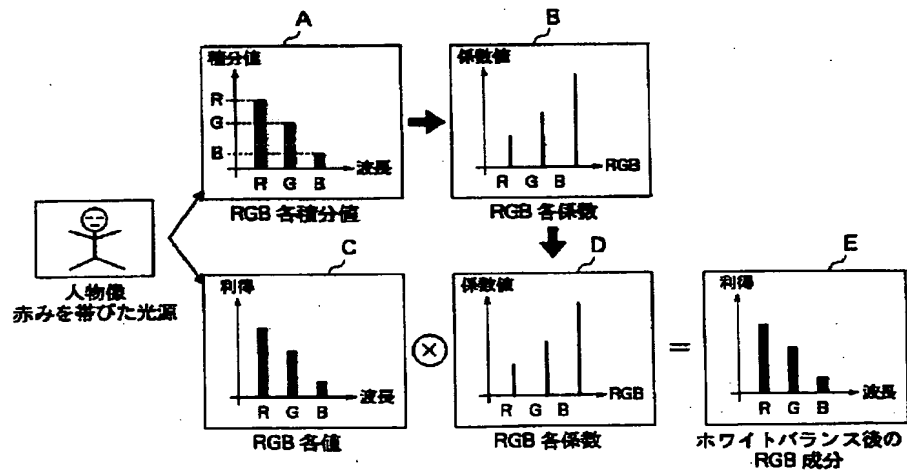 A
積分値
R
G
B
波長
R G B
RGB 各積分値
B
係数値
RGB
R G B
RGB 各係数
人物像
赤みを帯びた光源
C
利得
波長
R G B
RGB 各値
D
係数値
RGB
R G B
RGB 各係数
=
E
利得
波長
R G B
ホワイトバランス後の
RGB 成分